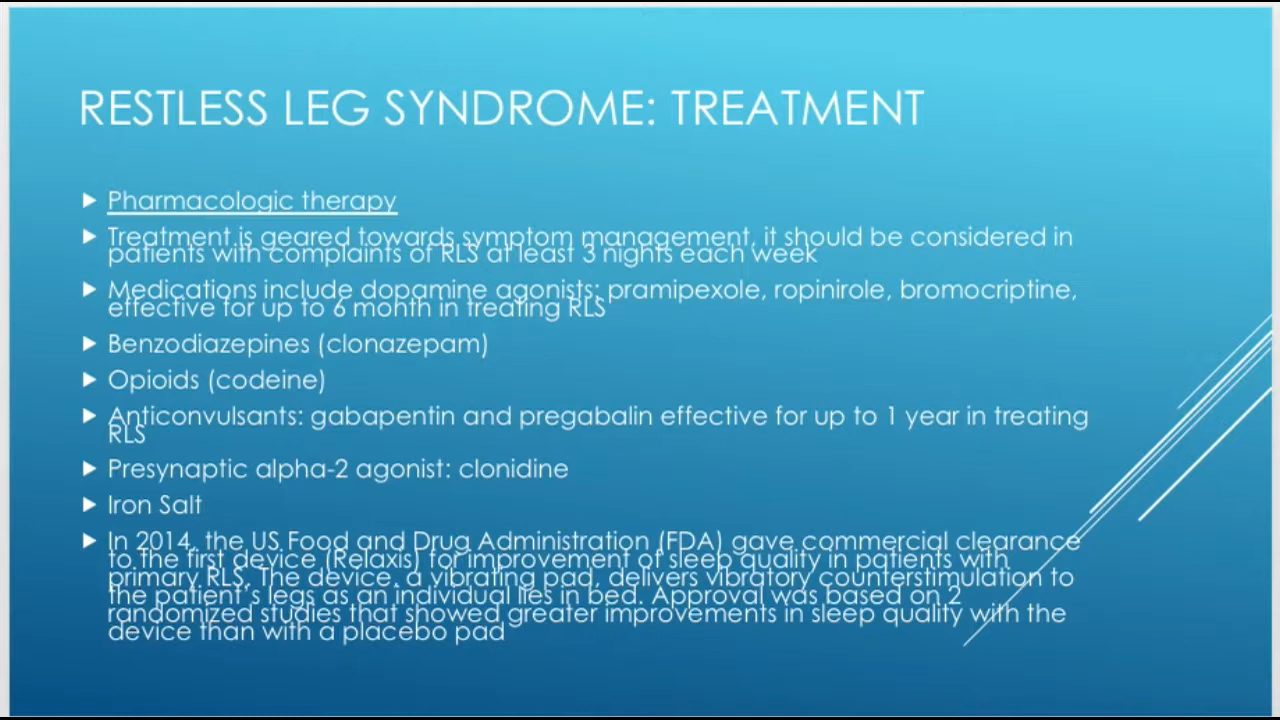 RESTLESS LEG SYNDROME: TREATMENT
Pharmacologic therapy
Treatment is geared towards symptom management, it should be considered in
patients with complaints of RLS at least 3 nights each week
Medications include dopamine agonists: pramipexole, ropinirole, bromocriptine,
effective for up to 6 month in treating RLS
Benzodiazepines (clonazepam)
Opioids (codeine)
Anticonvulsants: gabapentin and pregabalin effective for up to 1 year in treating
RLS
Presynaptic alpha-2 agonist: clonidine
Iron Salt
In 2014, the US Food and Drug Administration (FDA) gave commercial clearance
to the first device (Relaxis) for improvement of sleep quality in patients with
primary RLS. The device, a vibrating pad, delivers vibratory counterstimulation to
the patient's legs as an individual lies in bed. Approval was based on 2
randomized studies that showed greater improvements in sleep quality with the
device than with a placebo pad